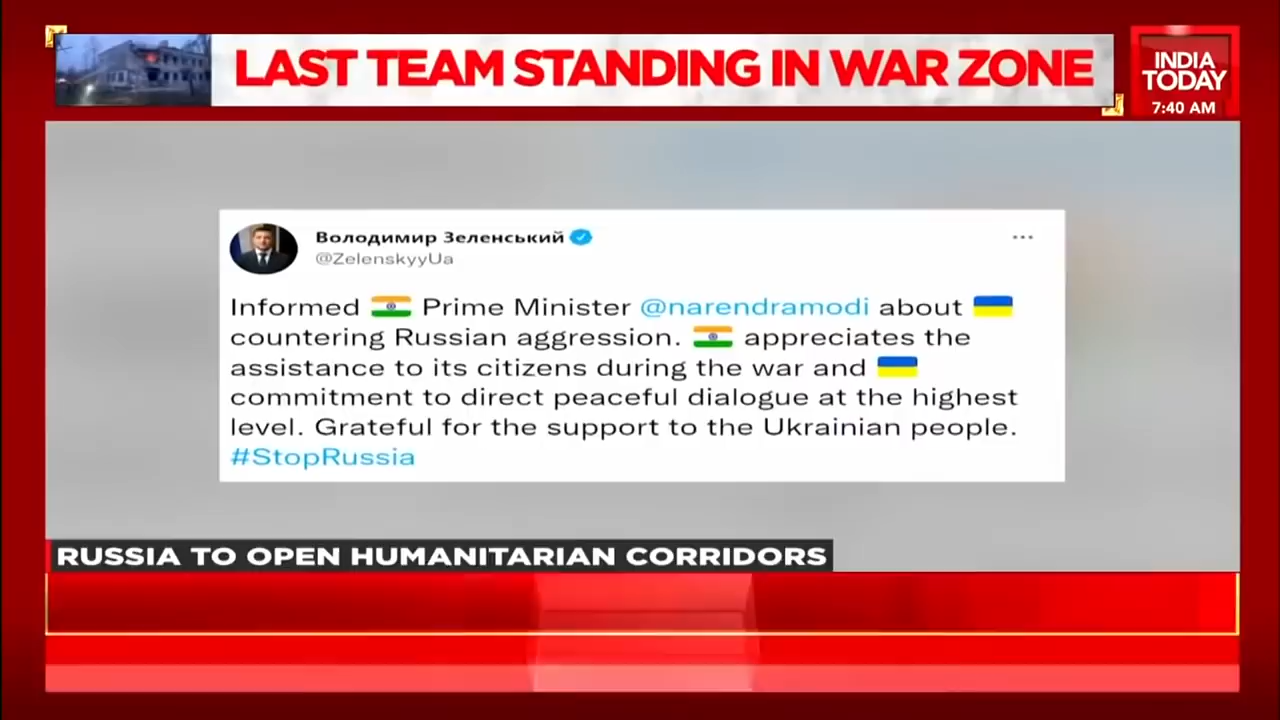 LAST TEAM STANDING IN WAR ZONE
INDIA
TODAY
7:40 AM
Володимир Зеленський
@ZelenskyyUa
Informed 🇮🇳 Prime Minister @narendramodi about 🇺🇦
countering Russian aggression. 🇮🇳 appreciates the
assistance to its citizens during the war and 🇺🇦
commitment to direct peaceful dialogue at the highest
level. Grateful for the support to the Ukrainian people.
#StopRussia
RUSSIA TO OPEN HUMANITARIAN CORRIDORS